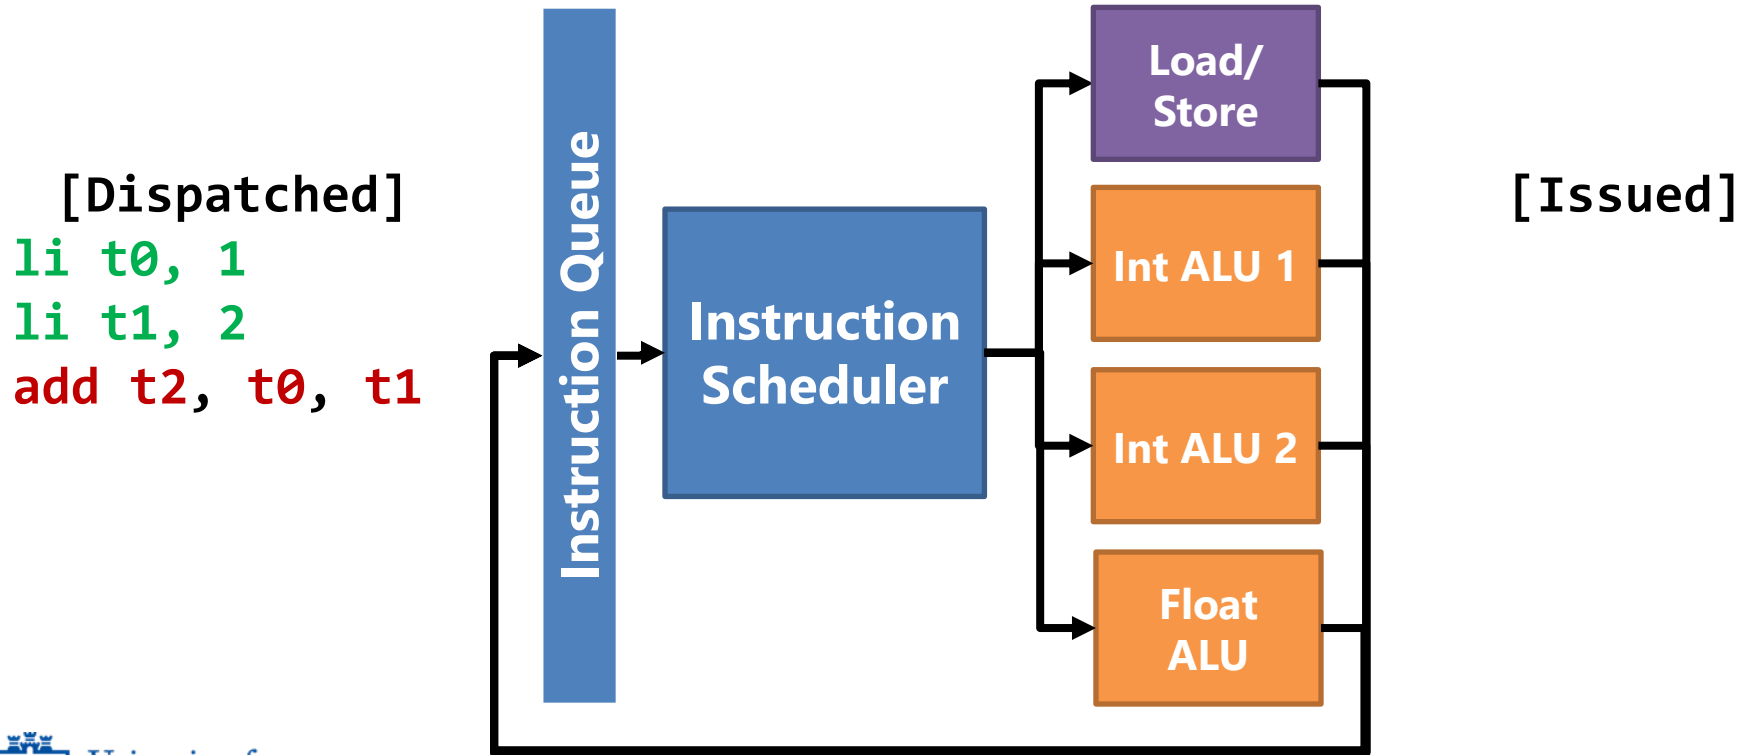 [Dispatched]
li t0, 1
li t1, 2
add t2, t0, t1
Instruction Queue
Instruction
Scheduler
Load/
Store
Int ALU 1
Int ALU 2
Float
ALU
[Issued]